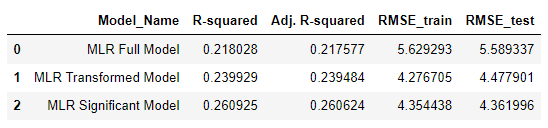 Model_Name R-squared Adj. R-squared RMSE_train RMSE_test
0 MLR Full Model 0.218028 0.217577 5.629293 5.589337
1 MLR Transformed Model 0.239929 0.239484 4.276705 4.477901
2 MLR Significant Model 0.260925 0.260624 4.354438 4.361996